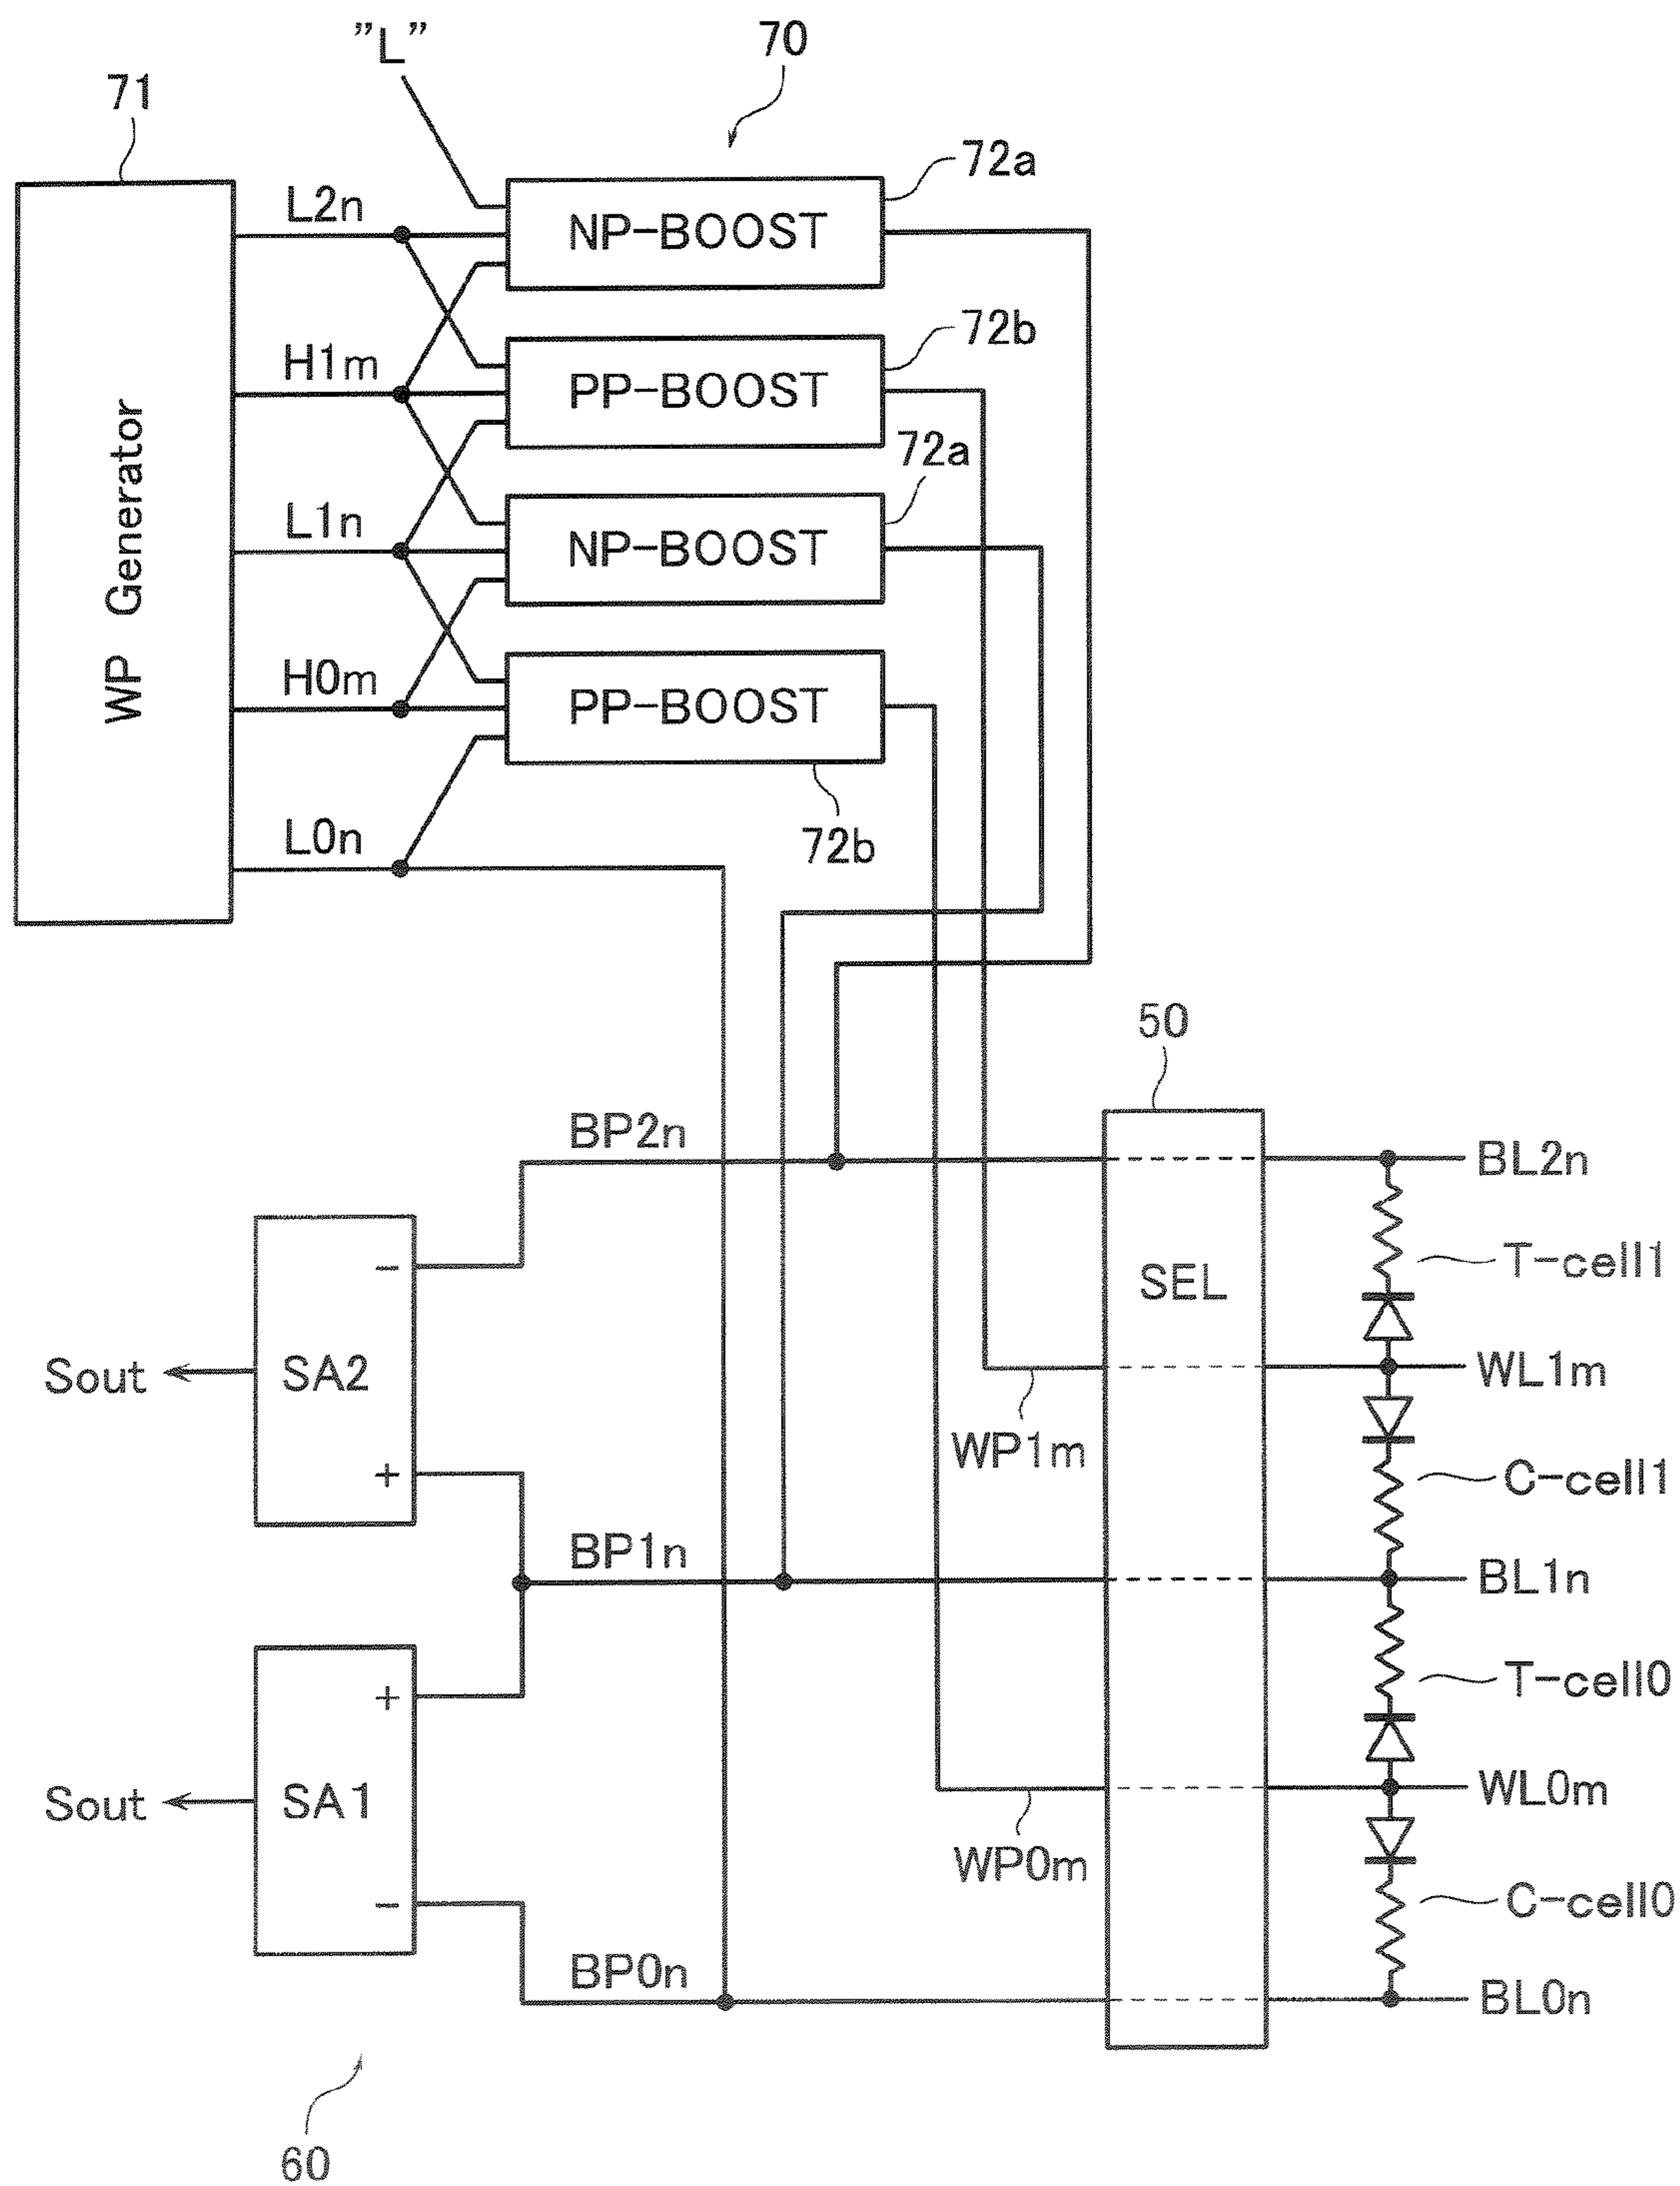 "L"
70
71
72a
L2n
NP-BOOST
72b
H1m
PP-BOOST
72a
L1n
NP-BOOST
WP Generator
H0m
PP-BOOST
L0n
72b
50
BP2n
BL2n
T-cell1
SEL
Sout
SA2
WL1m
WP1m
C-cell1
BP1n
BL1n
T-cell0
Sout
SA1
WL0m
WP0m
C-cell0
BP0n
BL0n
60